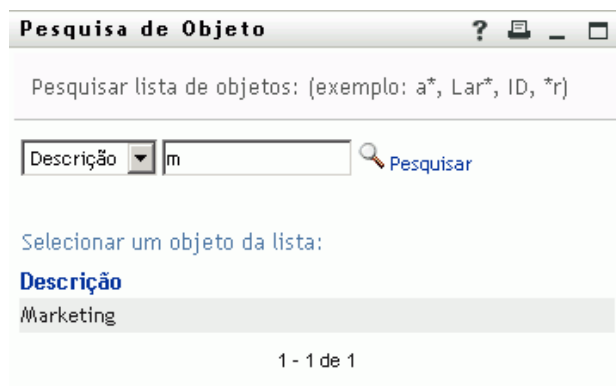 Pesquisa de Objeto ?
Pesquisar lista de objetos: (exemplo: a*, Lar*, ID, *r)
Descrição m Pesquisar
Selecionar um objeto da lista:
Descrição
Marketing
1 - 1 de 1